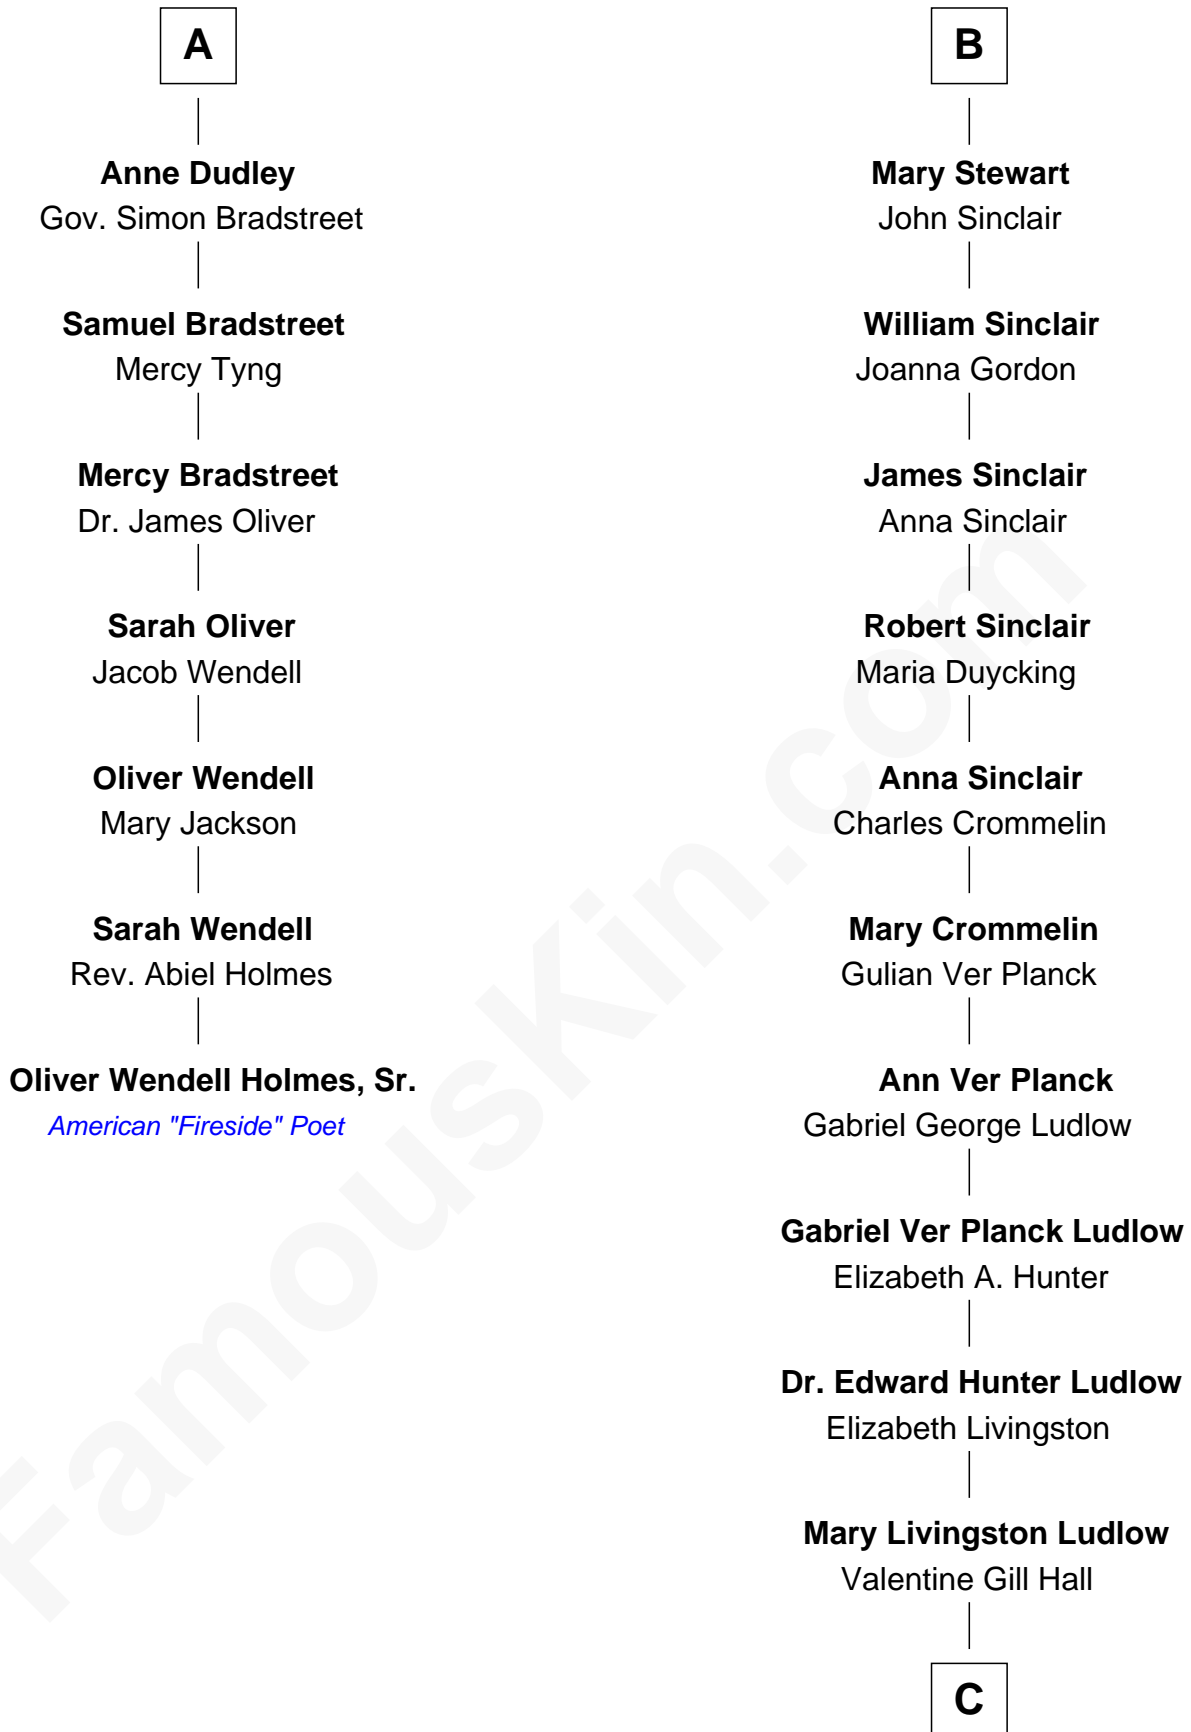 A
Anne Dudley
Gov. Simon Bradstreet
Samuel Bradstreet
Mercy Tyng
Mercy Bradstreet
Dr. James Oliver
Sarah Oliver
Jacob Wendell
Oliver Wendell
Mary Jackson
Sarah Wendell
Rev. Abiel Holmes
Oliver Wendell Holmes, Sr.
American "Fireside" Poet
B
Mary Stewart
John Sinclair
William Sinclair
Joanna Gordon
James Sinclair
Anna Sinclair
Robert Sinclair
Maria Duycking
Anna Sinclair
Charles Crommelin
Mary Crommelin
Gulian Ver Planck
Ann Ver Planck
Gabriel George Ludlow
Gabriel Ver Planck Ludlow
Elizabeth A. Hunter
Dr. Edward Hunter Ludlow
Elizabeth Livingston
Mary Livingston Ludlow
Valentine Gill Hall
C
FamousKin.com